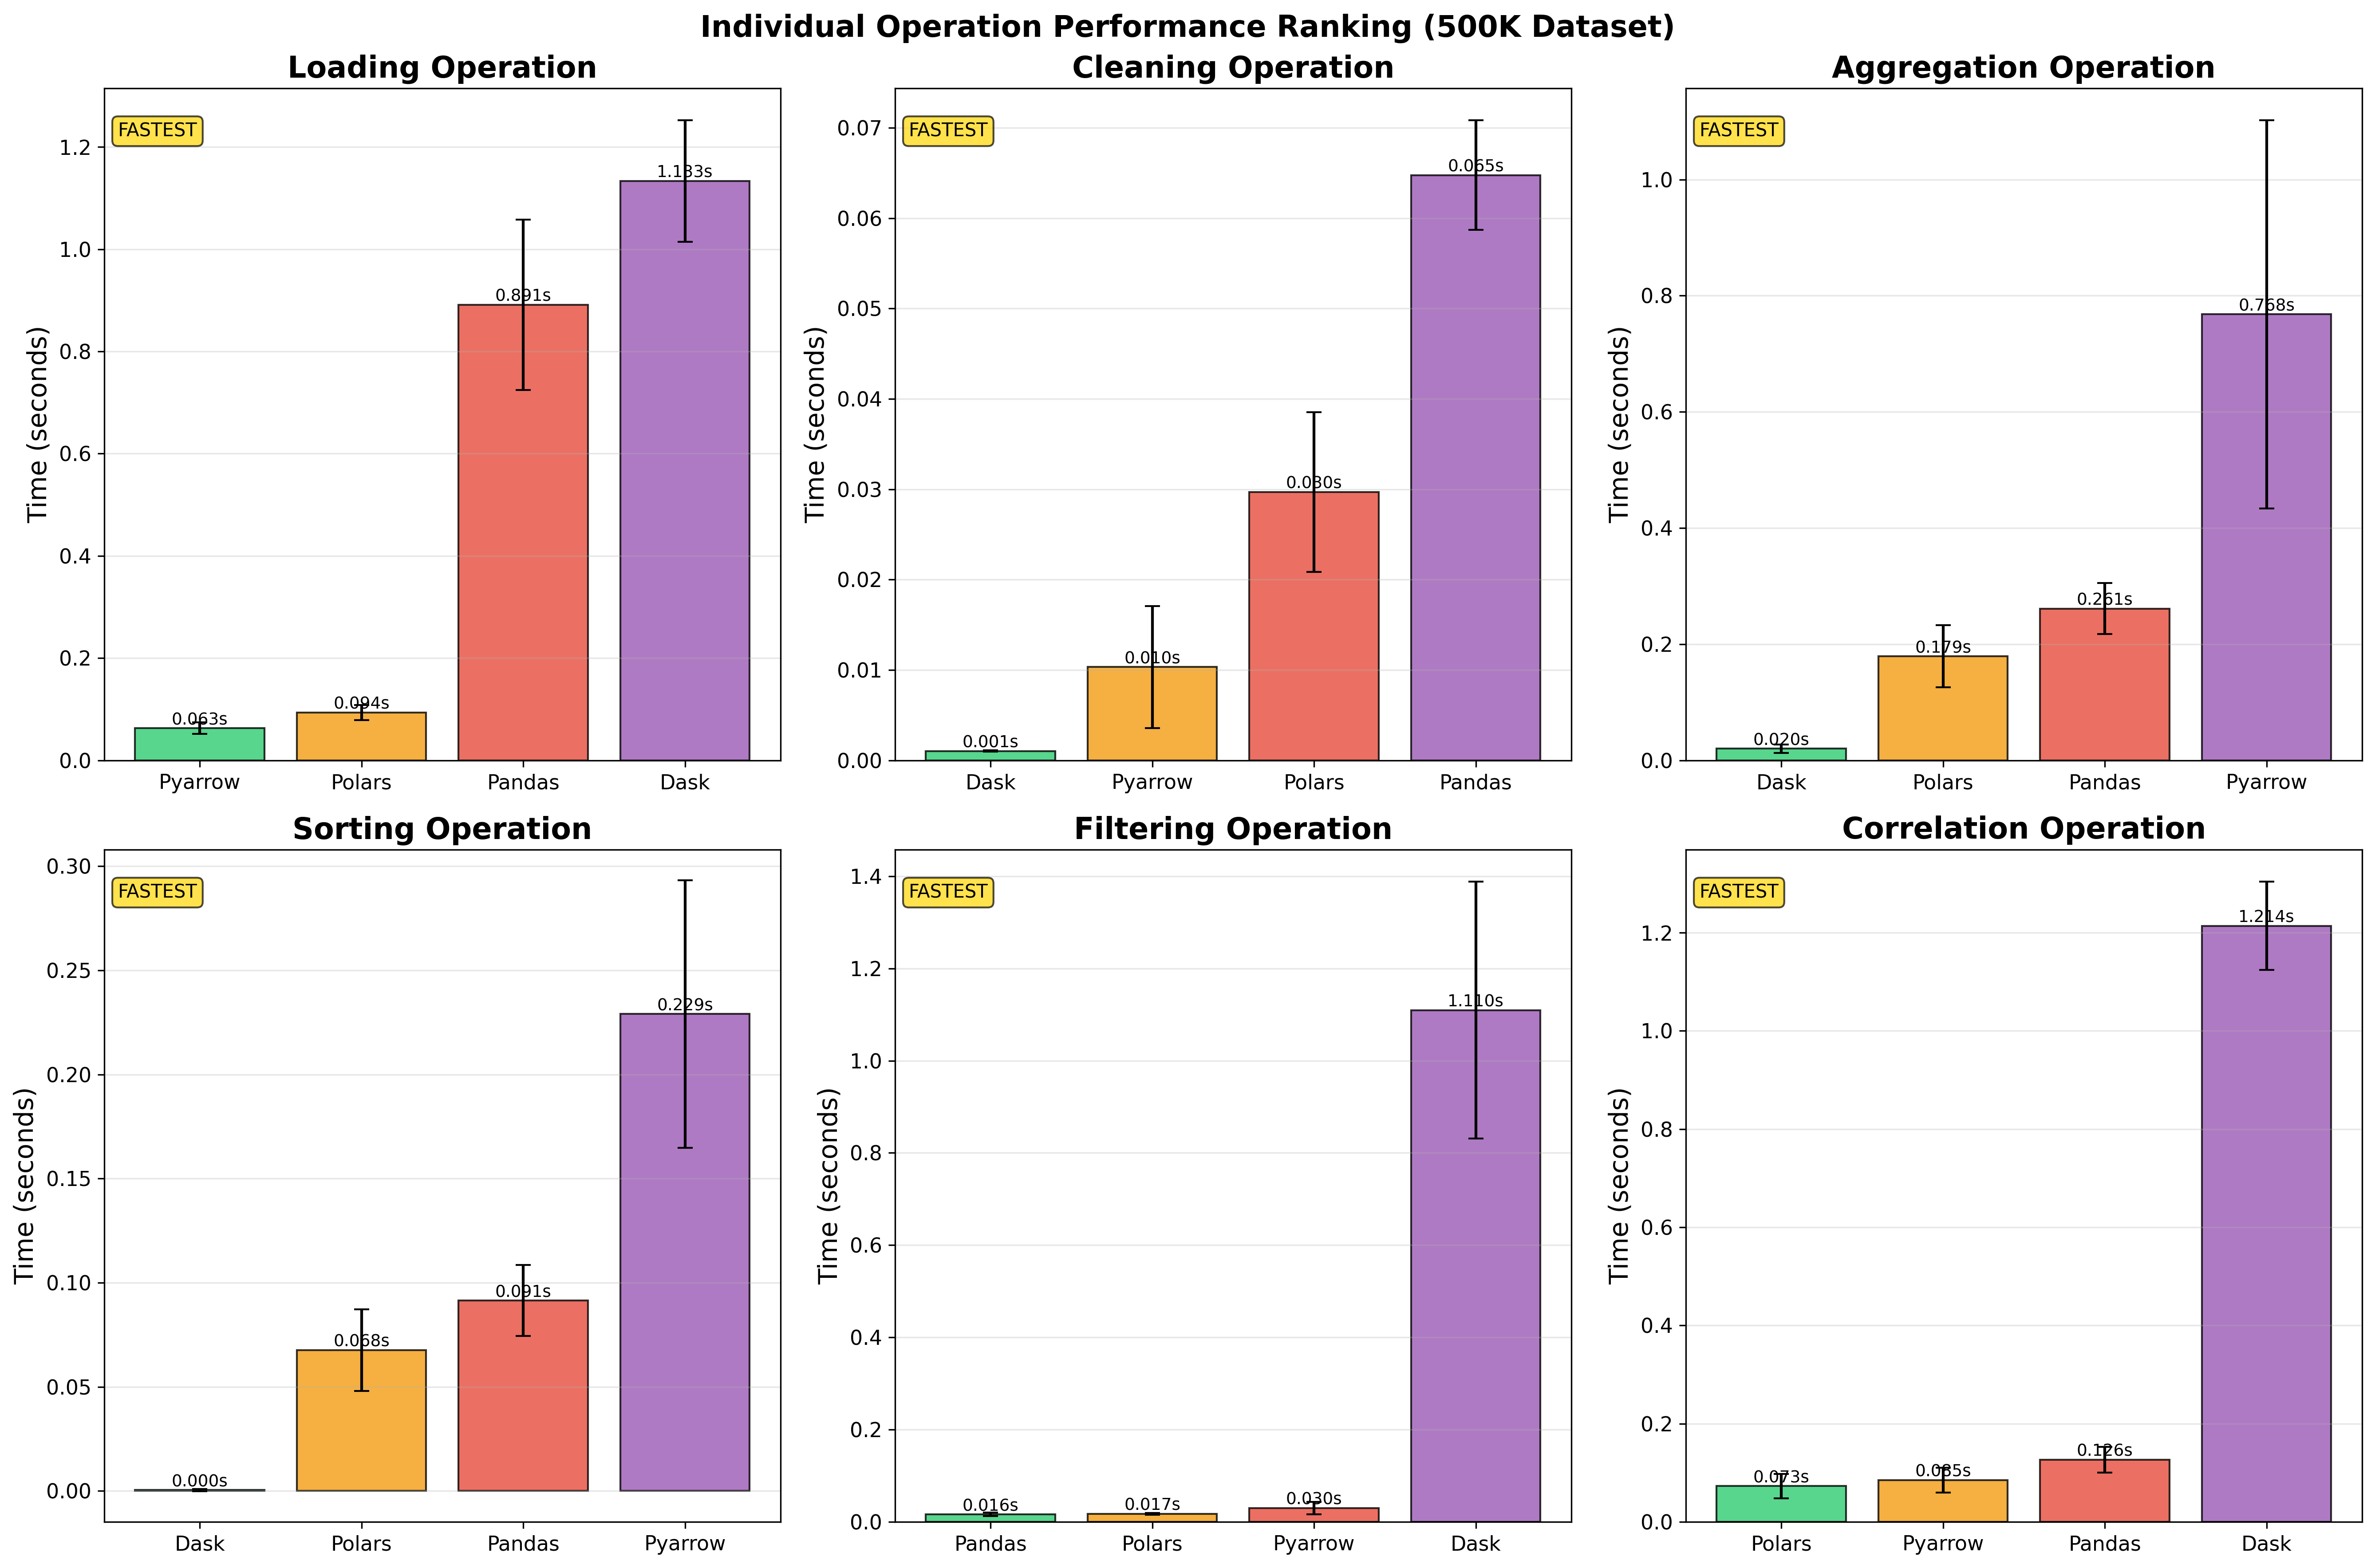 Individual Operation Performance Ranking (500K Dataset)
Loading Operation
Time (seconds)
1.2
1.0
0.8
0.6
0.4
0.2
0.0
FASTEST
0.063s
0.094s
0.891s
1.133s
Pyarrow Polars Pandas Dask
Cleaning Operation
Time (seconds)
0.07
0.06
0.05
0.04
0.03
0.02
0.01
0.00
FASTEST
0.001s
0.010s
0.030s
0.065s
Dask Pyarrow Polars Pandas
Aggregation Operation
Time (seconds)
1.0
0.8
0.6
0.4
0.2
0.0
FASTEST
0.020s
0.179s
0.261s
0.768s
Dask Polars Pandas Pyarrow
Sorting Operation
Time (seconds)
0.30
0.25
0.20
0.15
0.10
0.05
0.00
FASTEST
0.000s
0.068s
0.091s
0.229s
Dask Polars Pandas Pyarrow
Filtering Operation
Time (seconds)
1.4
1.2
1.0
0.8
0.6
0.4
0.2
0.0
FASTEST
0.016s
0.017s
0.030s
1.110s
Pandas Polars Pyarrow Dask
Correlation Operation
Time (seconds)
1.2
1.0
0.8
0.6
0.4
0.2
0.0
FASTEST
0.073s
0.085s
0.126s
1.214s
Polars Pyarrow Pandas Dask